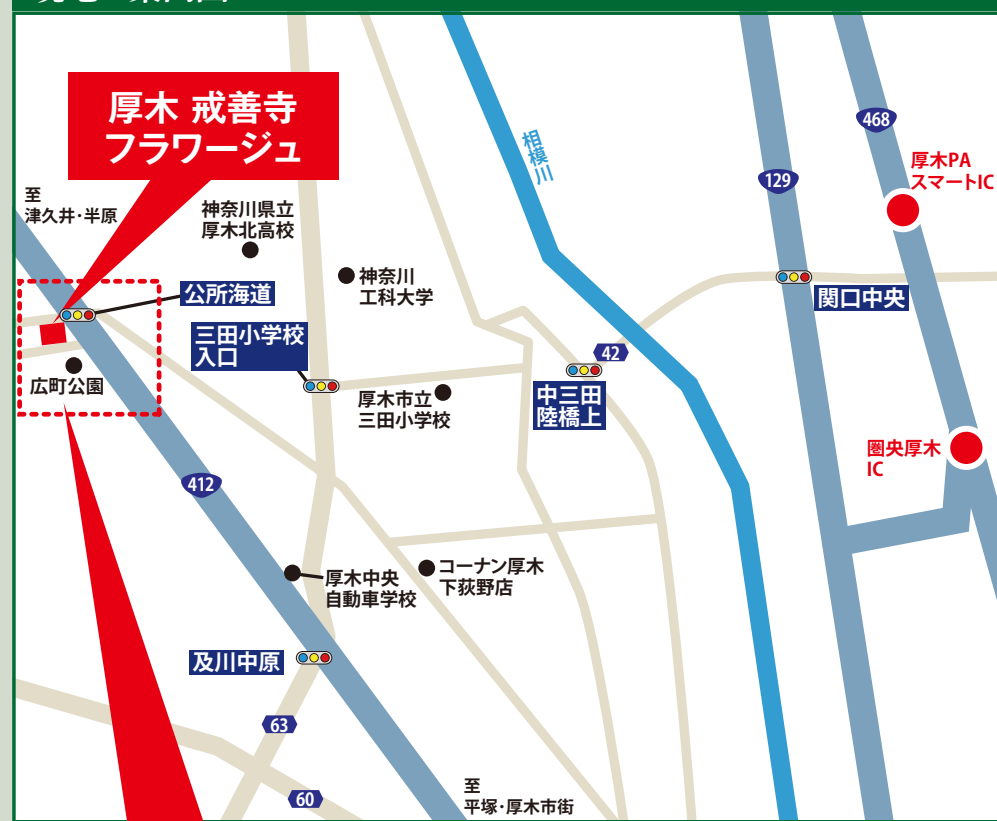 厚木 戒善寺
フラワージュ
468
相模川
厚木PA
スマートIC
129
至
津久井・半原
神奈川県立
厚木北高校
神奈川
工科大学
公所海道
関口中央
三田小学校
入口
42
広町公園
厚木市立
三田小学校
中三田
陸橋上
圏央厚木
IC
412
コーナン厚木
下荻野店
厚木中央
自動車学校
及川中原
63
至
平塚・厚木市街
60